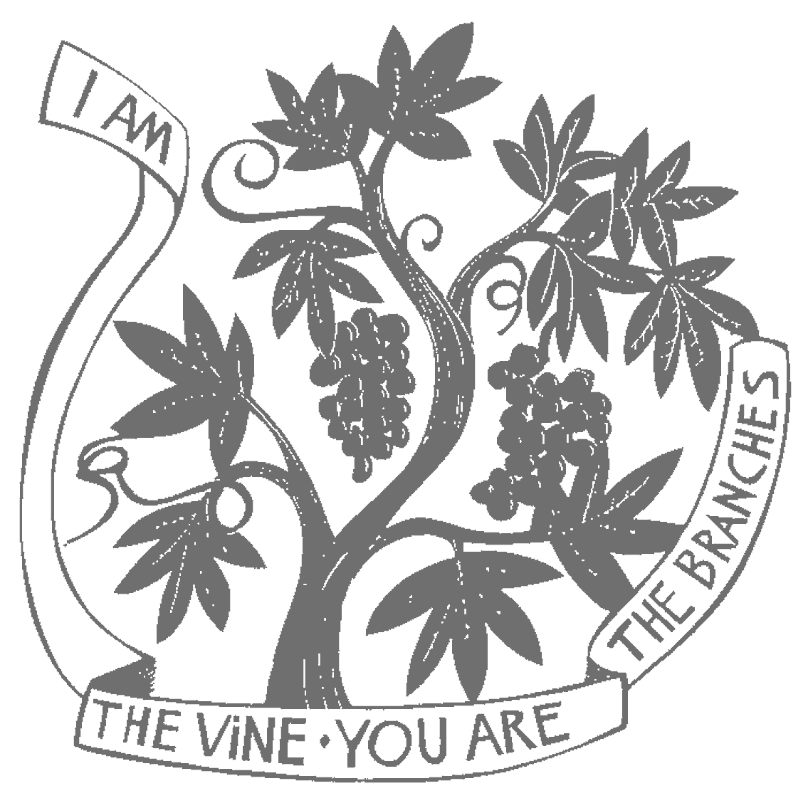 I AM
THE ViNE · YOU ARE
THE BRANCHES